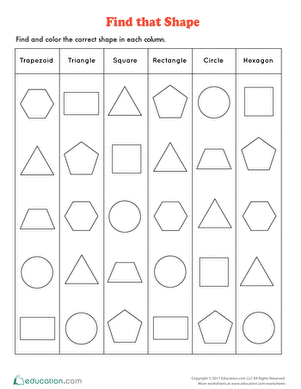 Find that Shape
Find and color the correct shape in each column.
Trapezoid Triangle Square Rectangle Circle Hexagon
education.com
Copyright © 2017 Education.com LLC All Rights Reserved
More worksheets at www.education.com/worksheets